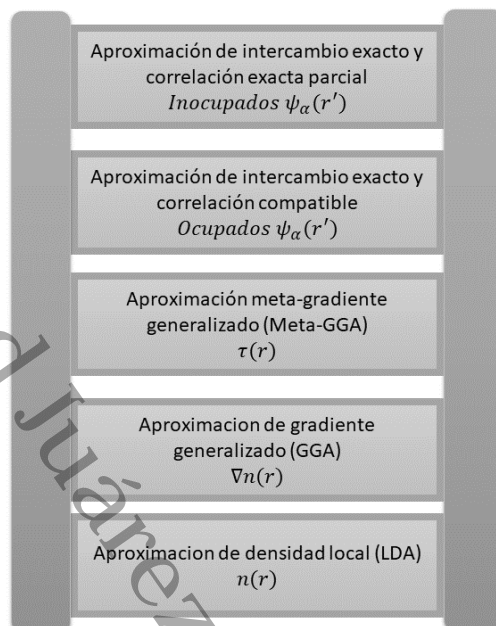 Aproximación de intercambio exacto y
correlación exacta parcial
Inocupados ψα(r′)
Aproximación de intercambio exacto y
correlación compatible
Ocupados ψα(r′)
Aproximación meta-gradiente
generalizado (Meta-GGA)
τ(r)
Aproximacion de gradiente
generalizado (GGA)
∇n(r)
Aproximacion de densidad local (LDA)
n(r)
d Juárez